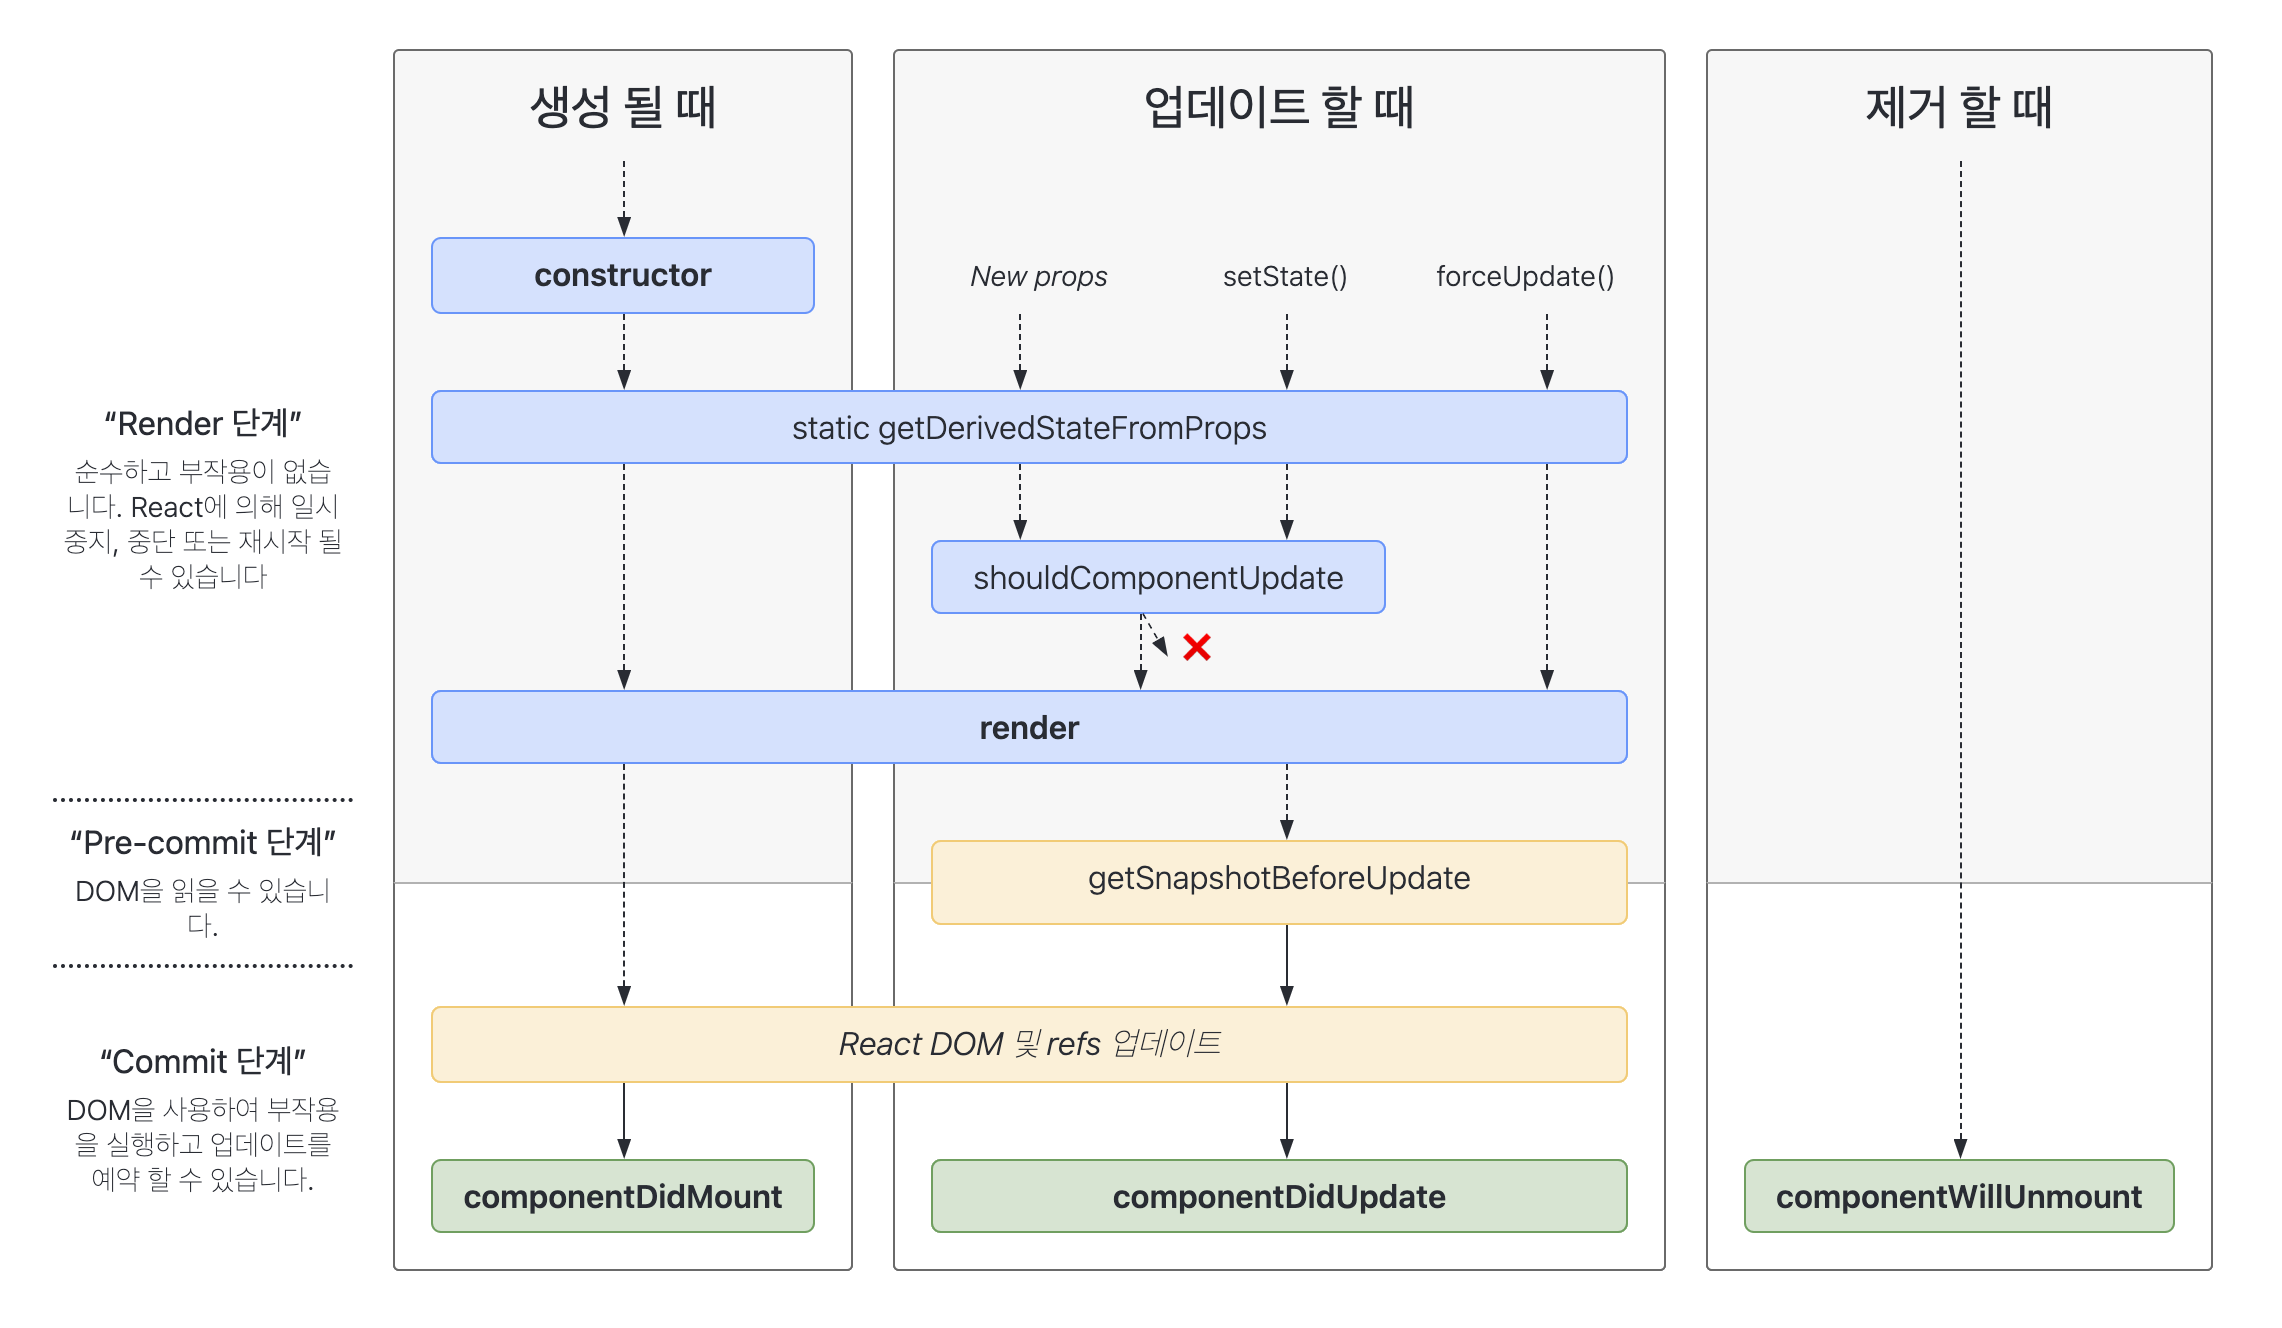 생성 될 때
업데이트 할 때
제거 할 때
constructor
New props
setState()
forceUpdate()
static getDerivedStateFromProps
shouldComponentUpdate
render
getSnapshotBeforeUpdate
React DOM 및 refs 업데이트
componentDidMount
componentDidUpdate
componentWillUnmount
“Render 단계”
순수하고 부작용이 없습
니다. React에 의해 일시
중지, 중단 또는 재시작 될
수 있습니다
“Pre-commit 단계”
DOM을 읽을 수 있습니
다.
“Commit 단계”
DOM을 사용하여 부작용
을 실행하고 업데이트를
예약 할 수 있습니다.